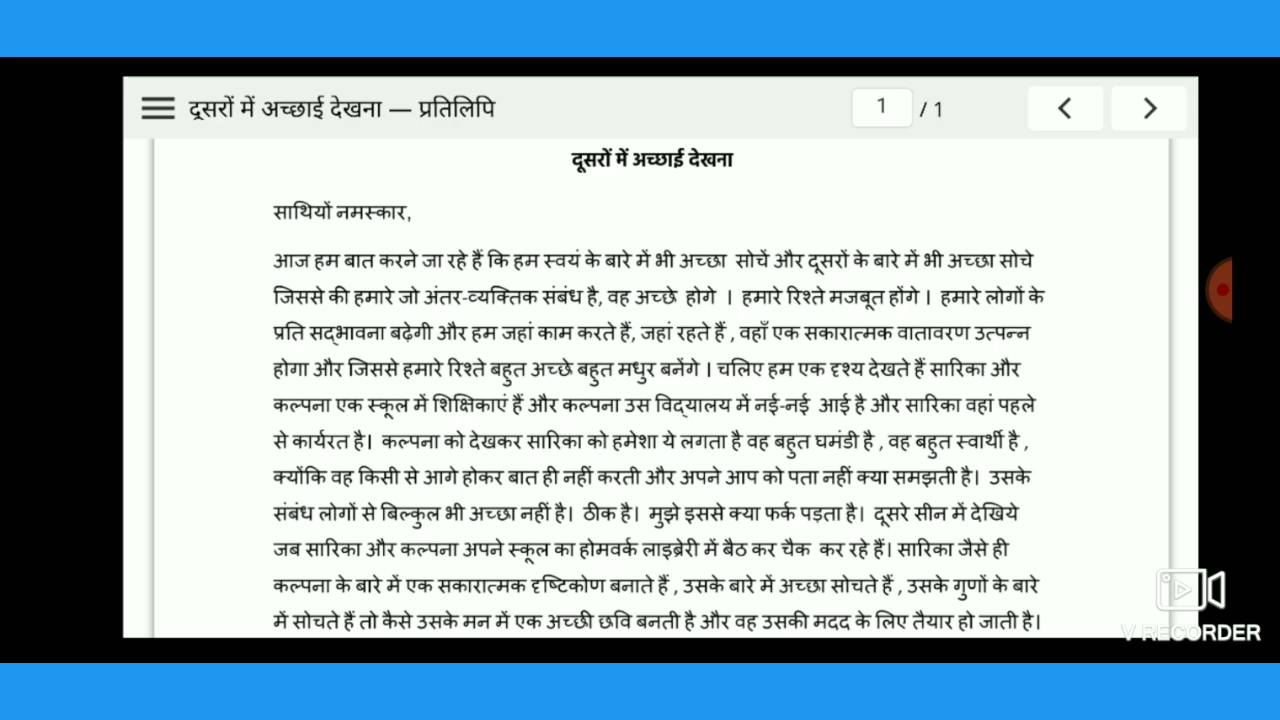 दूसरों में अच्छाई देखना — प्रतिलिपि
1 / 1
दूसरों में अच्छाई देखना
साथियों नमस्कार,
आज हम बात करने जा रहे हैं कि हम स्वयं के बारे में भी अच्छा सोचें और दूसरों के बारे में भी अच्छा सोचे
जिससे की हमारे जो अंतर-व्यक्तिक संबंध है, वह अच्छे होगे । हमारे रिश्ते मजबूत होंगे । हमारे लोगों के
प्रति सद्भावना बढ़ेगी और हम जहां काम करते हैं, जहां रहते हैं , वहाँ एक सकारात्मक वातावरण उत्पन्न
होगा और जिससे हमारे रिश्ते बहुत अच्छे बहुत मधुर बनेंगे । चलिए हम एक दृश्य देखते हैं सारिका और
कल्पना एक स्कूल में शिक्षिकाएं हैं और कल्पना उस विद्यालय में नई-नई आई है और सारिका वहां पहले
से कार्यरत है। कल्पना को देखकर सारिका को हमेशा ये लगता है वह बहुत घमंडी है , वह बहुत स्वार्थी है ,
क्योंकि वह किसी से आगे होकर बात ही नहीं करती और अपने आप को पता नहीं क्या समझती है। उसके
संबंध लोगों से बिल्कुल भी अच्छा नहीं है। ठीक है। मुझे इससे क्या फर्क पड़ता है। दूसरे सीन में देखिये
जब सारिका और कल्पना अपने स्कूल का होमवर्क लाइब्रेरी में बैठ कर चैक कर रहे हैं। सारिका जैसे ही
कल्पना के बारे में एक सकारात्मक दृष्टिकोण बनाते हैं , उसके बारे में अच्छा सोचते हैं , उसके गुणों के बारे
में सोचते हैं तो कैसे उसके मन में एक अच्छी छवि बनती है और वह उसकी मदद के लिए तैयार हो जाती है।
V RECORDER